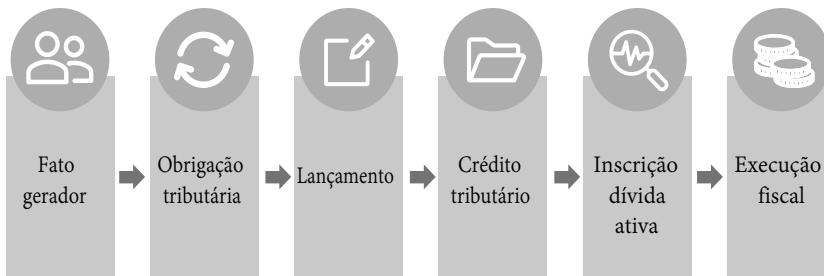 Fato
gerador
Obrigação
tributária
Lançamento
Crédito
tributário
Inscrição
dívida
ativa
Execução
fiscal